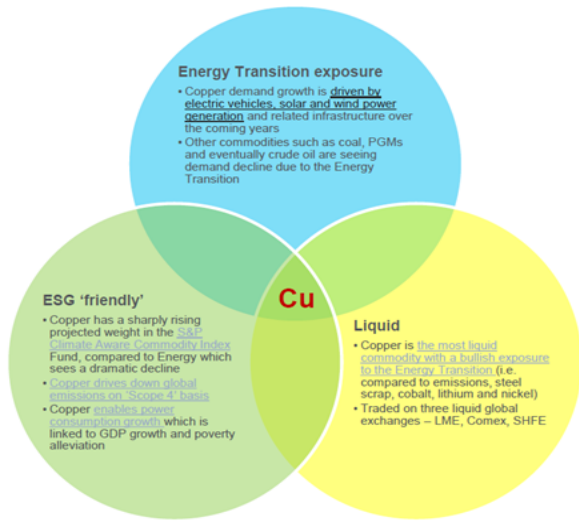 Energy Transition exposure
• Copper demand growth is driven by
electric vehicles, solar and wind power
generation and related infrastructure over
the coming years
• Other commodities such as coal, PGMs
and eventually crude oil are seeing
demand decline due to the Energy
Transition
Cu
ESG ‘friendly’
• Copper has a sharply rising
projected weight in the S&P
Climate Aware Commodity Index
Fund, compared to Energy which
sees a dramatic decline
• Copper drives down global
emissions on ‘Scope 4’ basis
• Copper enables power
consumption growth which is
linked to GDP growth and poverty
alleviation
Liquid
• Copper is the most liquid
commodity with a bullish exposure
to the Energy Transition (i.e.
compared to emissions, steel
scrap, cobalt, lithium and nickel)
• Traded on three liquid global
exchanges – LME, Comex, SHFE